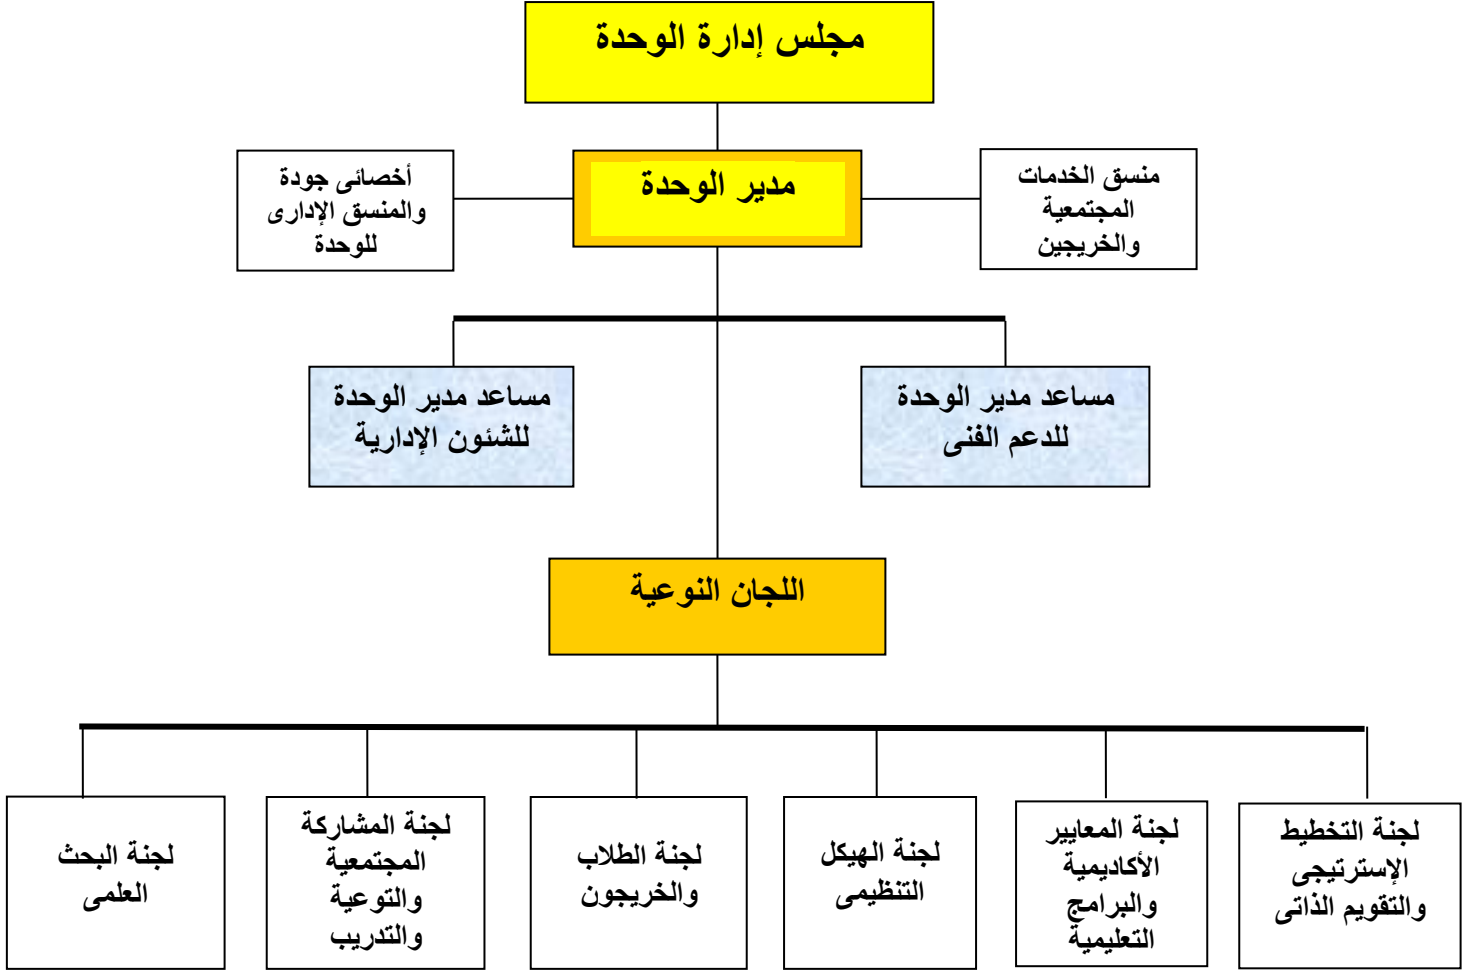 مجلس إدارة الوحدة
منسق الخدمات
المجتمعية
والخريجين
مدير الوحدة
أخصائى جودة
والمنسق الإدارى
للوحدة
مساعد مدير الوحدة
للدعم الفنى
مساعد مدير الوحدة
للشئون الإدارية
اللجان النوعية
لجنة التخطيط
الإسترتيجى
والتقويم الذاتى
لجنة المعايير
الأكاديمية
والبرامج
التعليمية
لجنة الهيكل
التنظيمى
لجنة الطلاب
والخريجون
لجنة المشاركة
المجتمعية
والتوعية
والتدريب
لجنة البحث
العلمى